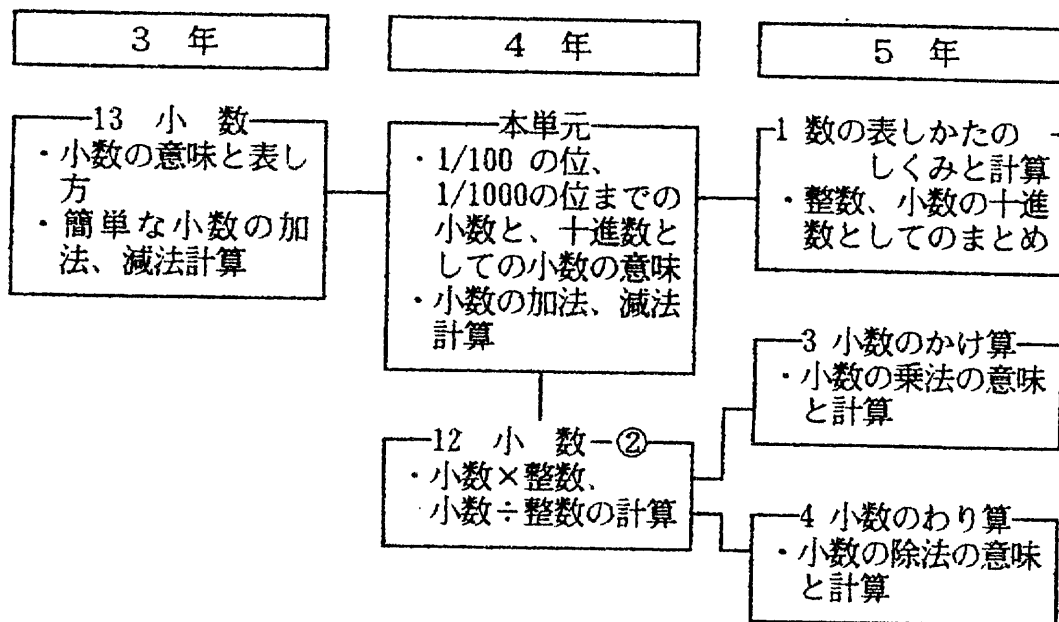 3 年
4 年
5 年
13 小 数
・小数の意味と表し
方
・簡単な小数の加
法、減法計算
本単元
・1/100 の位、
1/1000の位までの
小数と、十進数と
しての小数の意味
・小数の加法、減法
計算
12 小 数-②
・小数×整数、
小数÷整数の計算
1 数の表しかたの
しくみと計算
・整数、小数の十進
数としてのまとめ
3 小数のかけ算
・小数の乗法の意味
と計算
4 小数のわり算
・小数の除法の意味
と計算